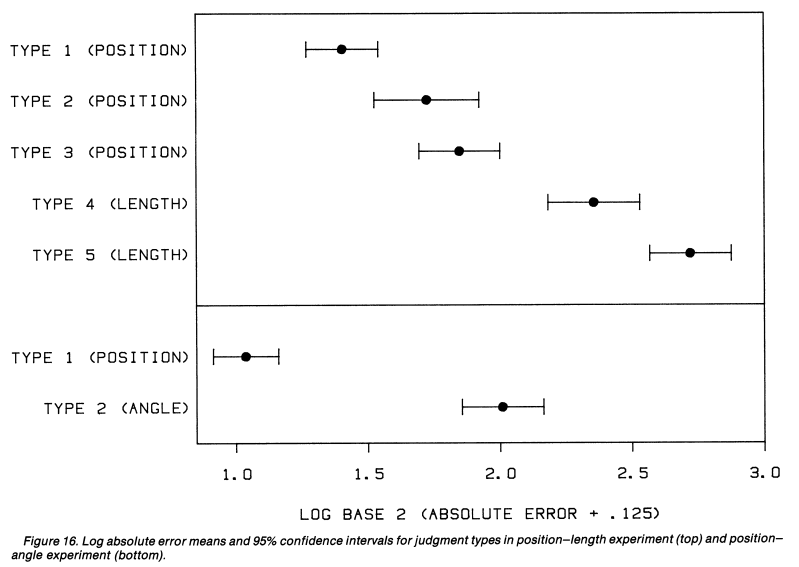 TYPE 1 (POSITION)
TYPE 2 (POSITION)
TYPE 3 (POSITION)
TYPE 4 (LENGTH)
TYPE 5 (LENGTH)
TYPE 1 (POSITION)
TYPE 2 (ANGLE)
1.0 1.5 2.0 2.5 3.0
LOG BASE 2 (ABSOLUTE ERROR + .125)
Figure 16. Log absolute error means and 95% confidence intervals for judgment types in position–length experiment (top) and position–
angle experiment (bottom).